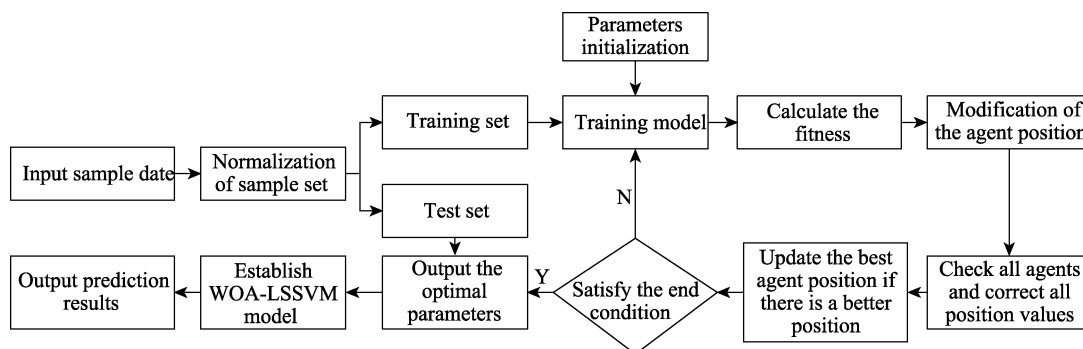 Parameters
initialization
Input sample date
Normalization
of sample set
Training set
Test set
Training model
Calculate the
fitness
Modification of
the agent position
Check all agents
and correct all
position values
Update the best
agent position if
there is a better
position
Satisfy the end
condition
N
Y
Output the
optimal
parameters
Establish
WOA-LSSVM
model
Output prediction
results